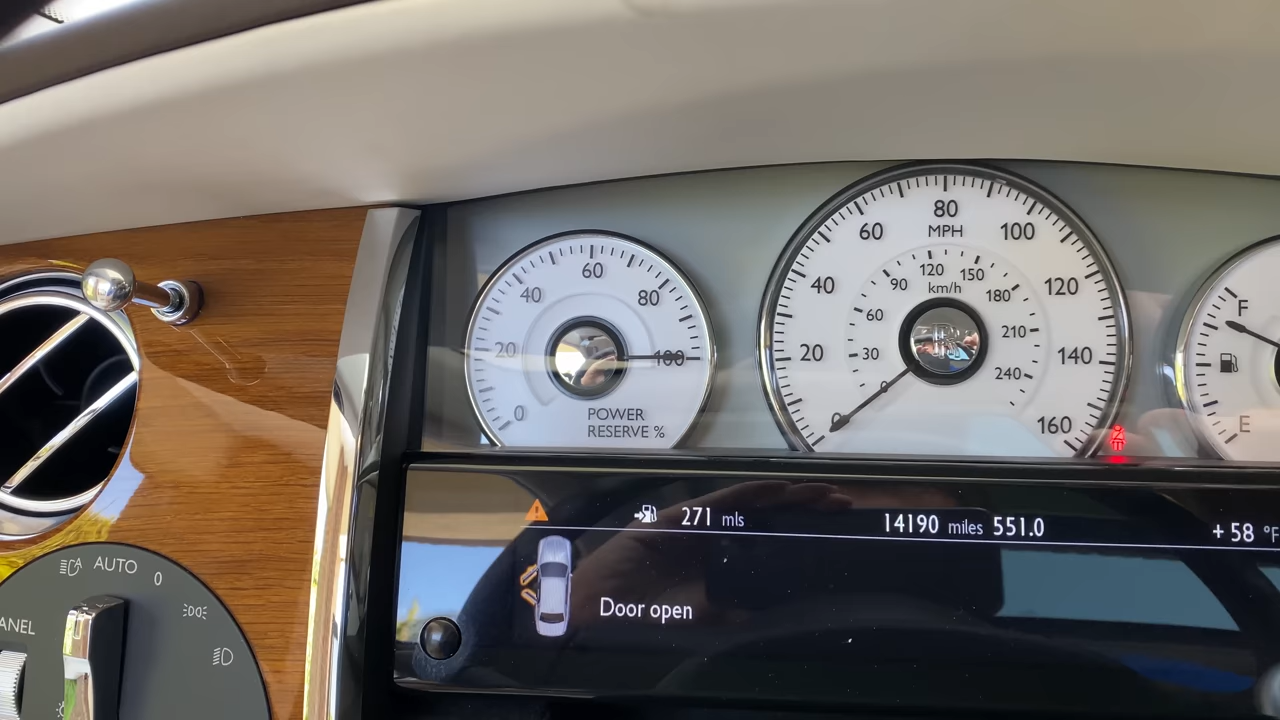 80
MPH
60
100
40
120
20
140
0
160
120
km/h
90
150
60
180
30
210
0
240
60
40
80
20
100
0
POWER
RESERVE %
F
E
R
271 mls
14190 miles 551.0
+ 58 °F
Door open
AUTO 0
ANEL